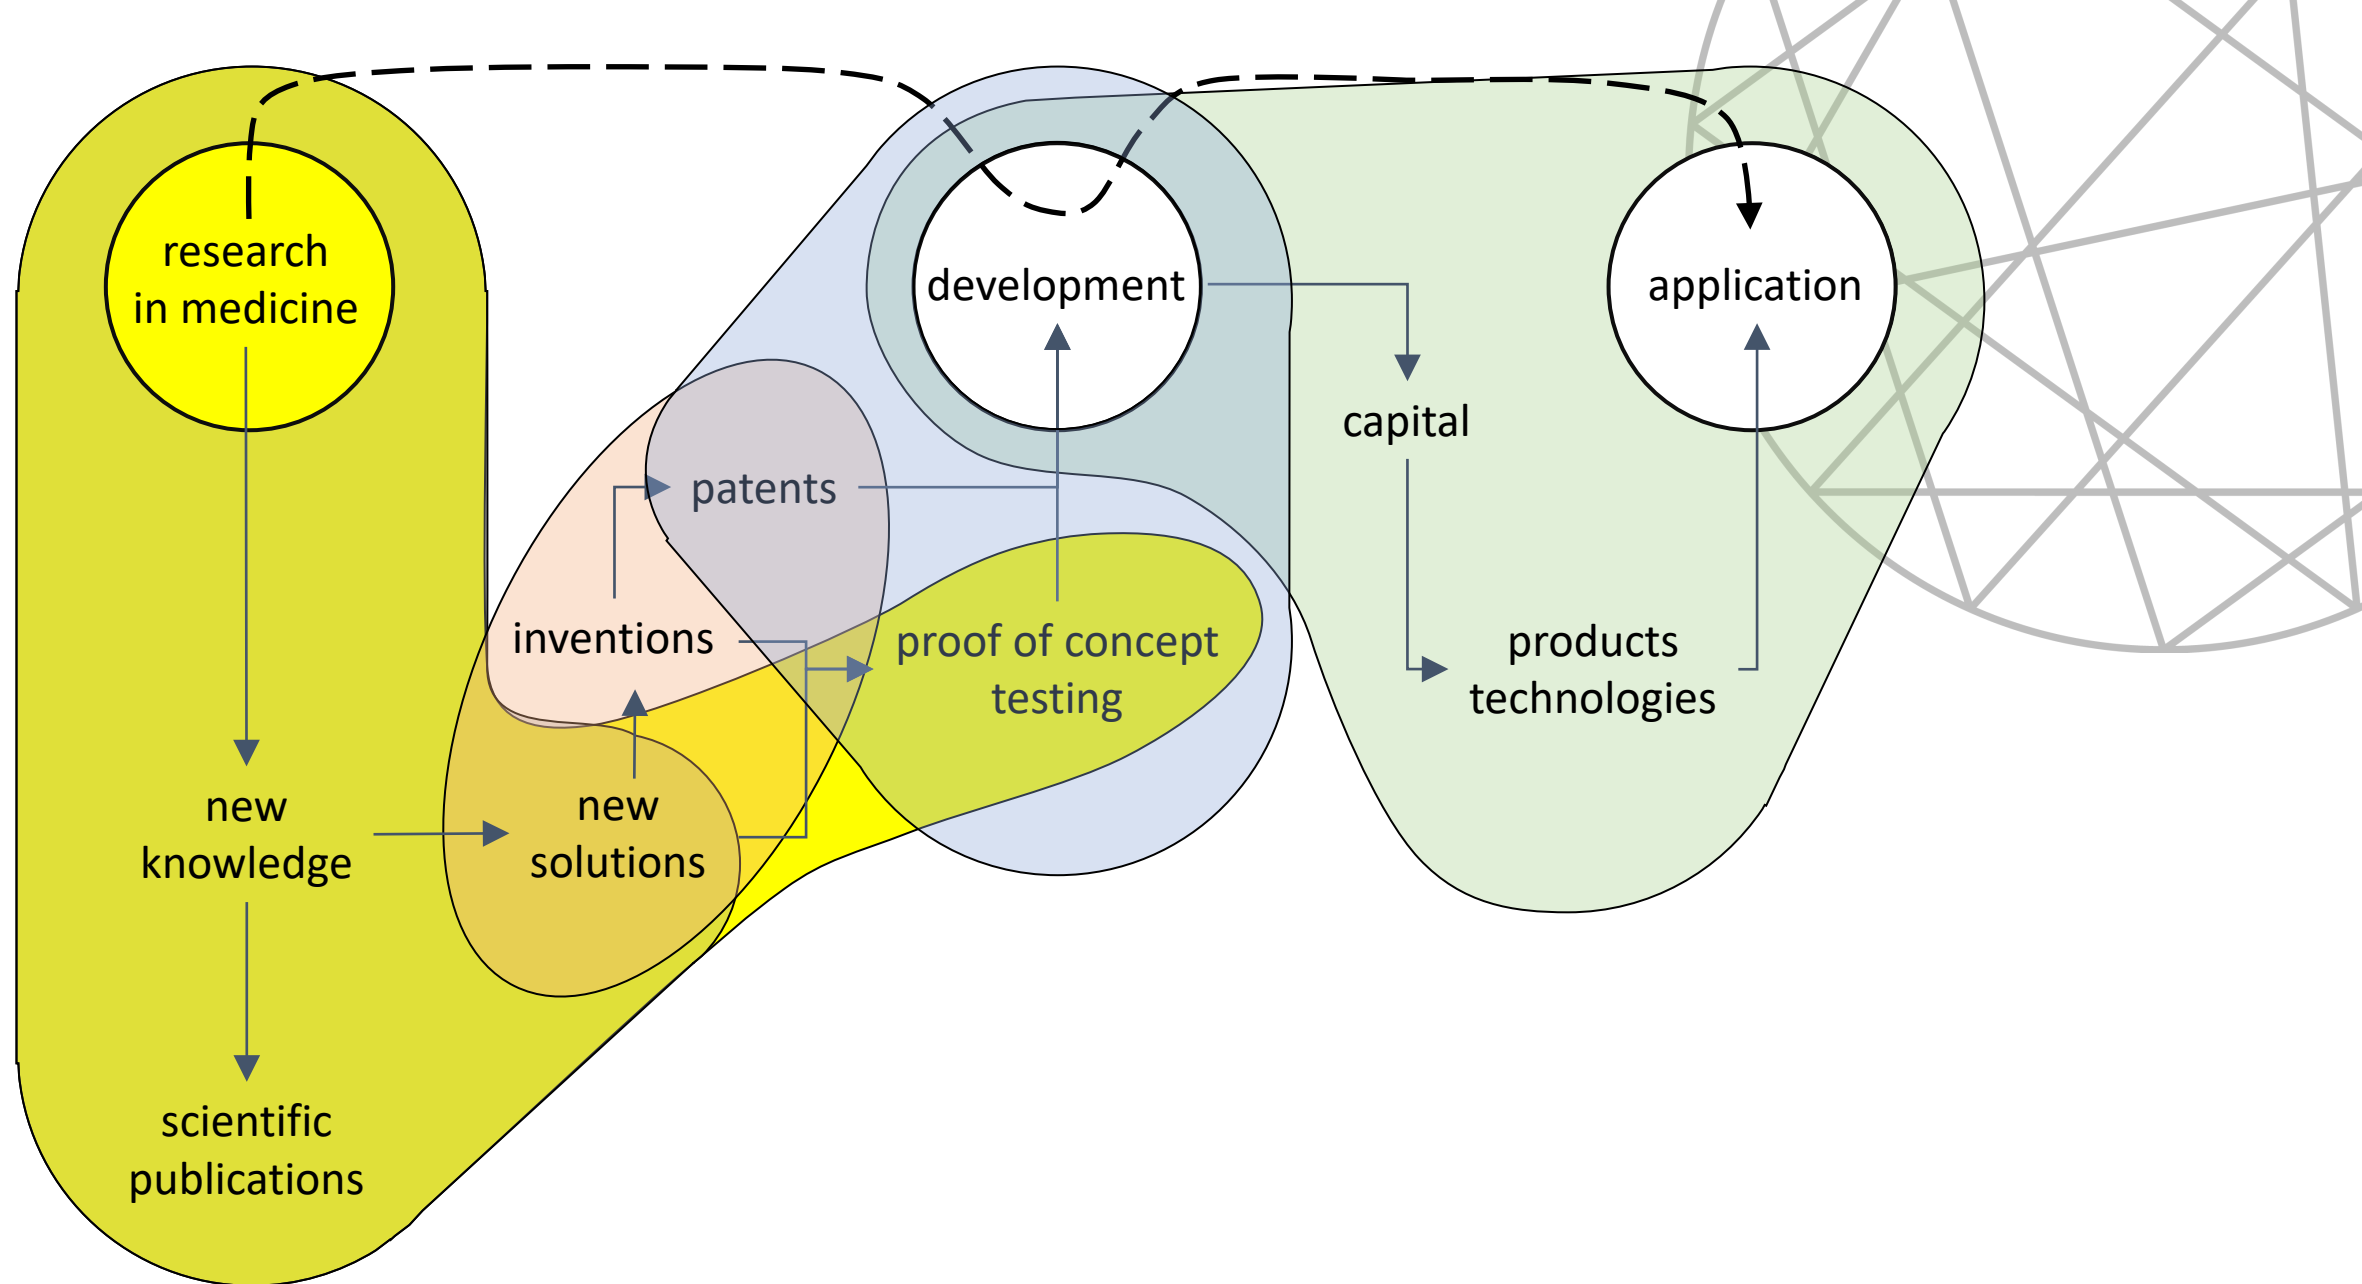 research
in medicine
development
application
capital
patents
inventions
proof of concept
testing
products
technologies
new
knowledge
new
solutions
scientific
publications